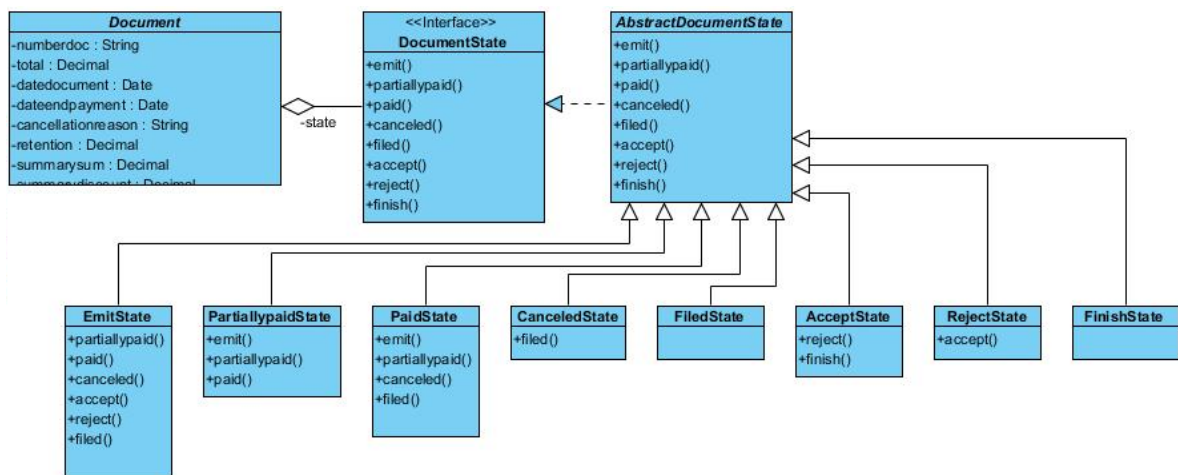 Document
-numberdoc : String
-total : Decimal
-datedocument : Date
-dateendpayment : Date
-cancellationreason : String
-retention : Decimal
-summarysum : Decimal
-summarydiscount : Decimal
-state
<<Interface>>
DocumentState
+emit()
+partiallypaid()
+paid()
+canceled()
+filed()
+accept()
+reject()
+finish()
AbstractDocumentState
+emit()
+partiallypaid()
+paid()
+canceled()
+filed()
+accept()
+reject()
+finish()
EmitState
+partiallypaid()
+paid()
+canceled()
+accept()
+reject()
+filed()
PartiallypaidState
+emit()
+partiallypaid()
+paid()
PaidState
+emit()
+partiallypaid()
+canceled()
+filed()
CanceledState
+filed()
FiledState
AcceptState
+reject()
+finish()
RejectState
+accept()
FinishState